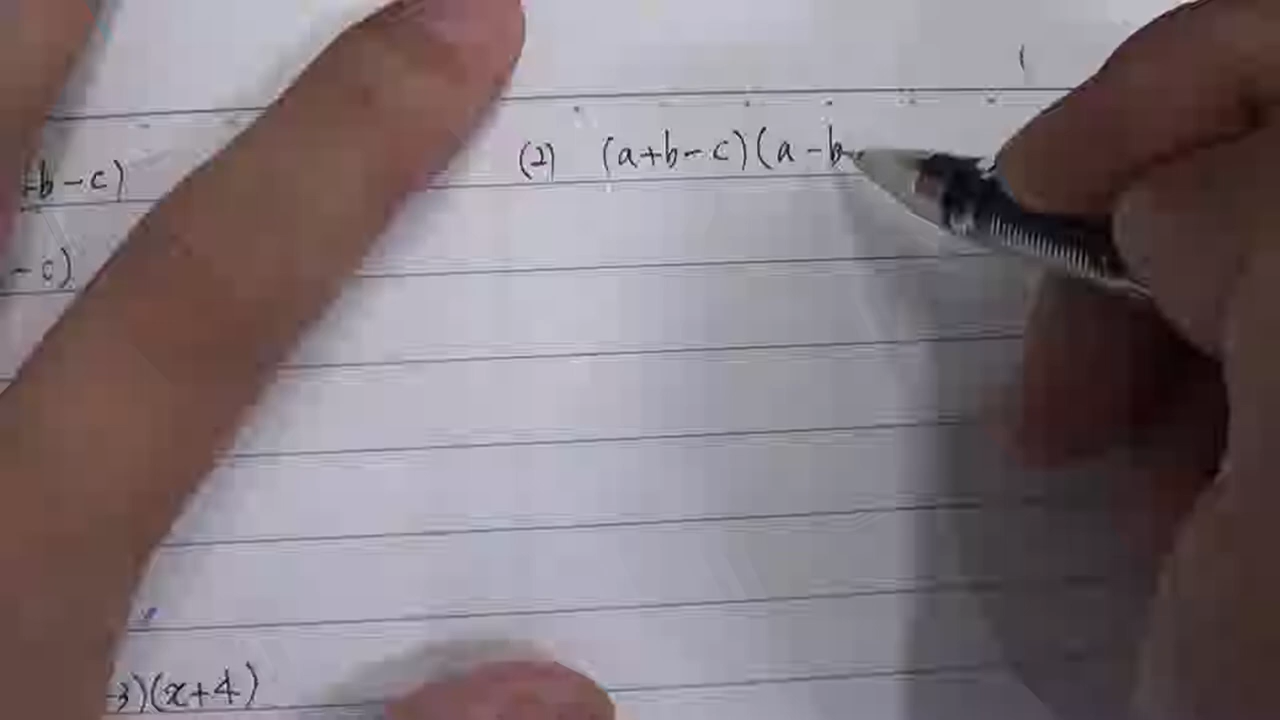 +b-c)
(2) (a+b-c)(a-b
-c)
-3)(x+4)